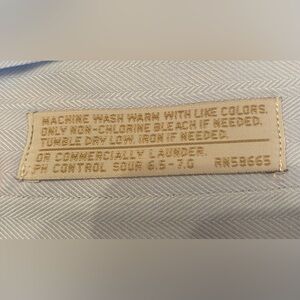 MACHINE WASH WARM WITH LIKE COLORS.
ONLY NON-CHLORINE BLEACH IF NEEDED.
TUMBLE DRY LOW. IRON IF NEEDED.
OR COMMERCIALLY LAUNDER.
PH CONTROL SOUR 6.5-7.0 RN58665